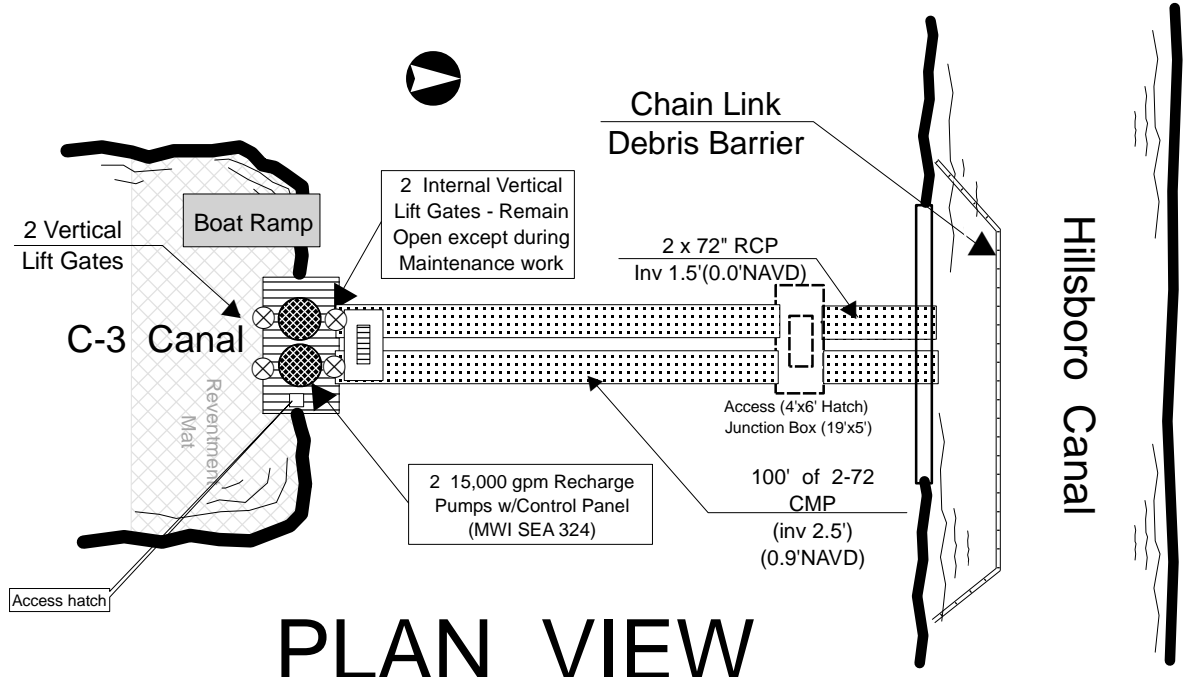 Chain Link
Debris Barrier
2 Internal Vertical
Lift Gates - Remain
Open except during
Maintenance work
Boat Ramp
2 Vertical
Lift Gates
2 x 72" RCP
Inv 1.5'(0.0'NAVD)
C-3 Canal
Hillsboro Canal
Reventment
Mat
Access (4'x6' Hatch)
Junction Box (19'x5')
2 15,000 gpm Recharge
Pumps w/Control Panel
(MWI SEA 324)
100' of 2-72
CMP
(inv 2.5')
(0.9'NAVD)
Access hatch
PLAN VIEW